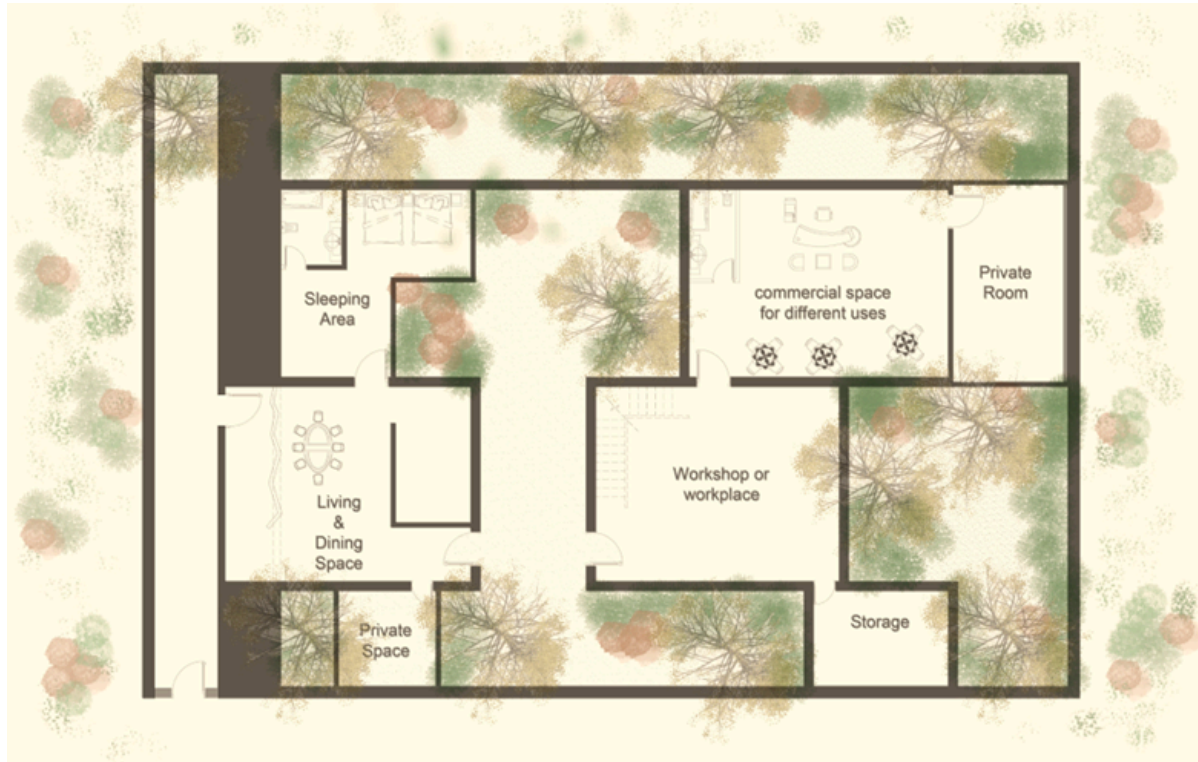 Sleeping
Area
commercial space
for different uses
Private
Room
Living
&
Dining
Space
Workshop or
workplace
Private
Space
Storage